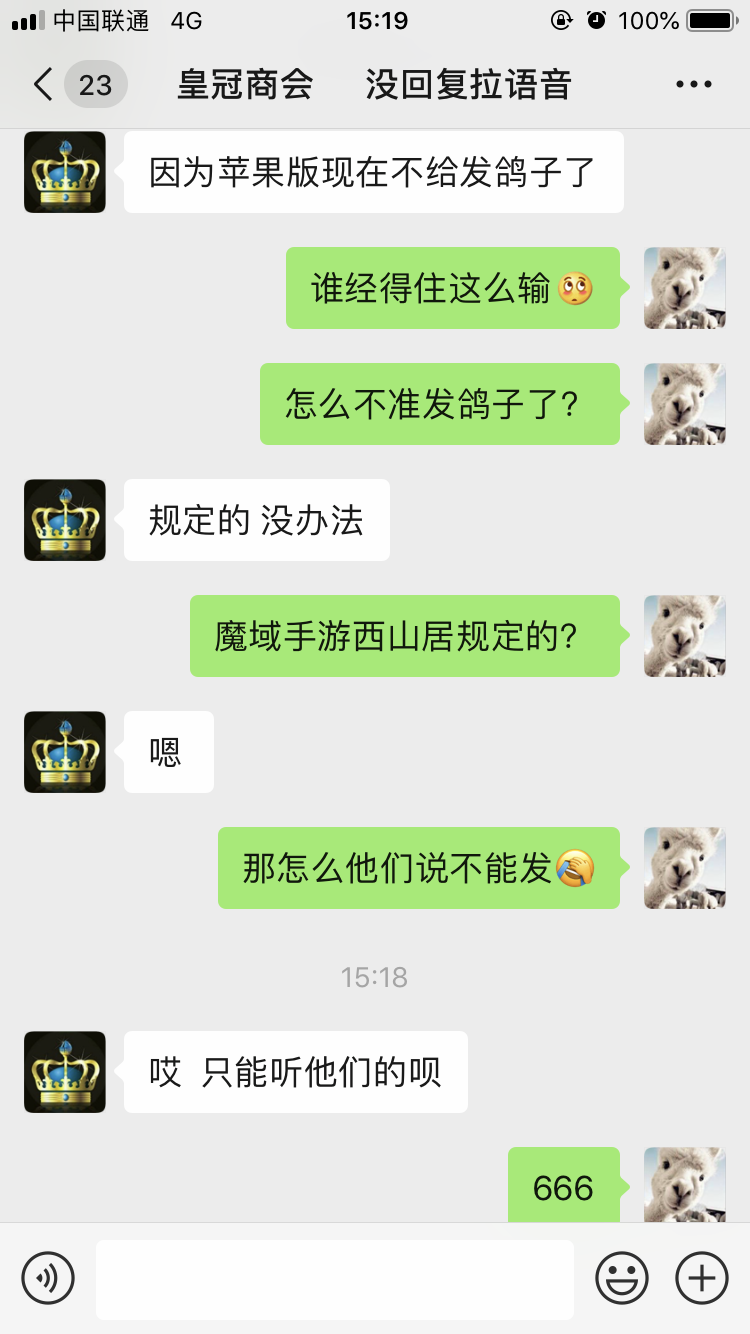 中国联通 4G 15:19 100%
23 皇冠商会 没回复拉语音
因为苹果版现在不给发鸽子了
谁经得住这么输🥺
怎么不准发鸽子了?
规定的 没办法
魔域手游西山居规定的?
嗯
那怎么他们说不能发🤦
15:18
哎 只能听他们的呗
666